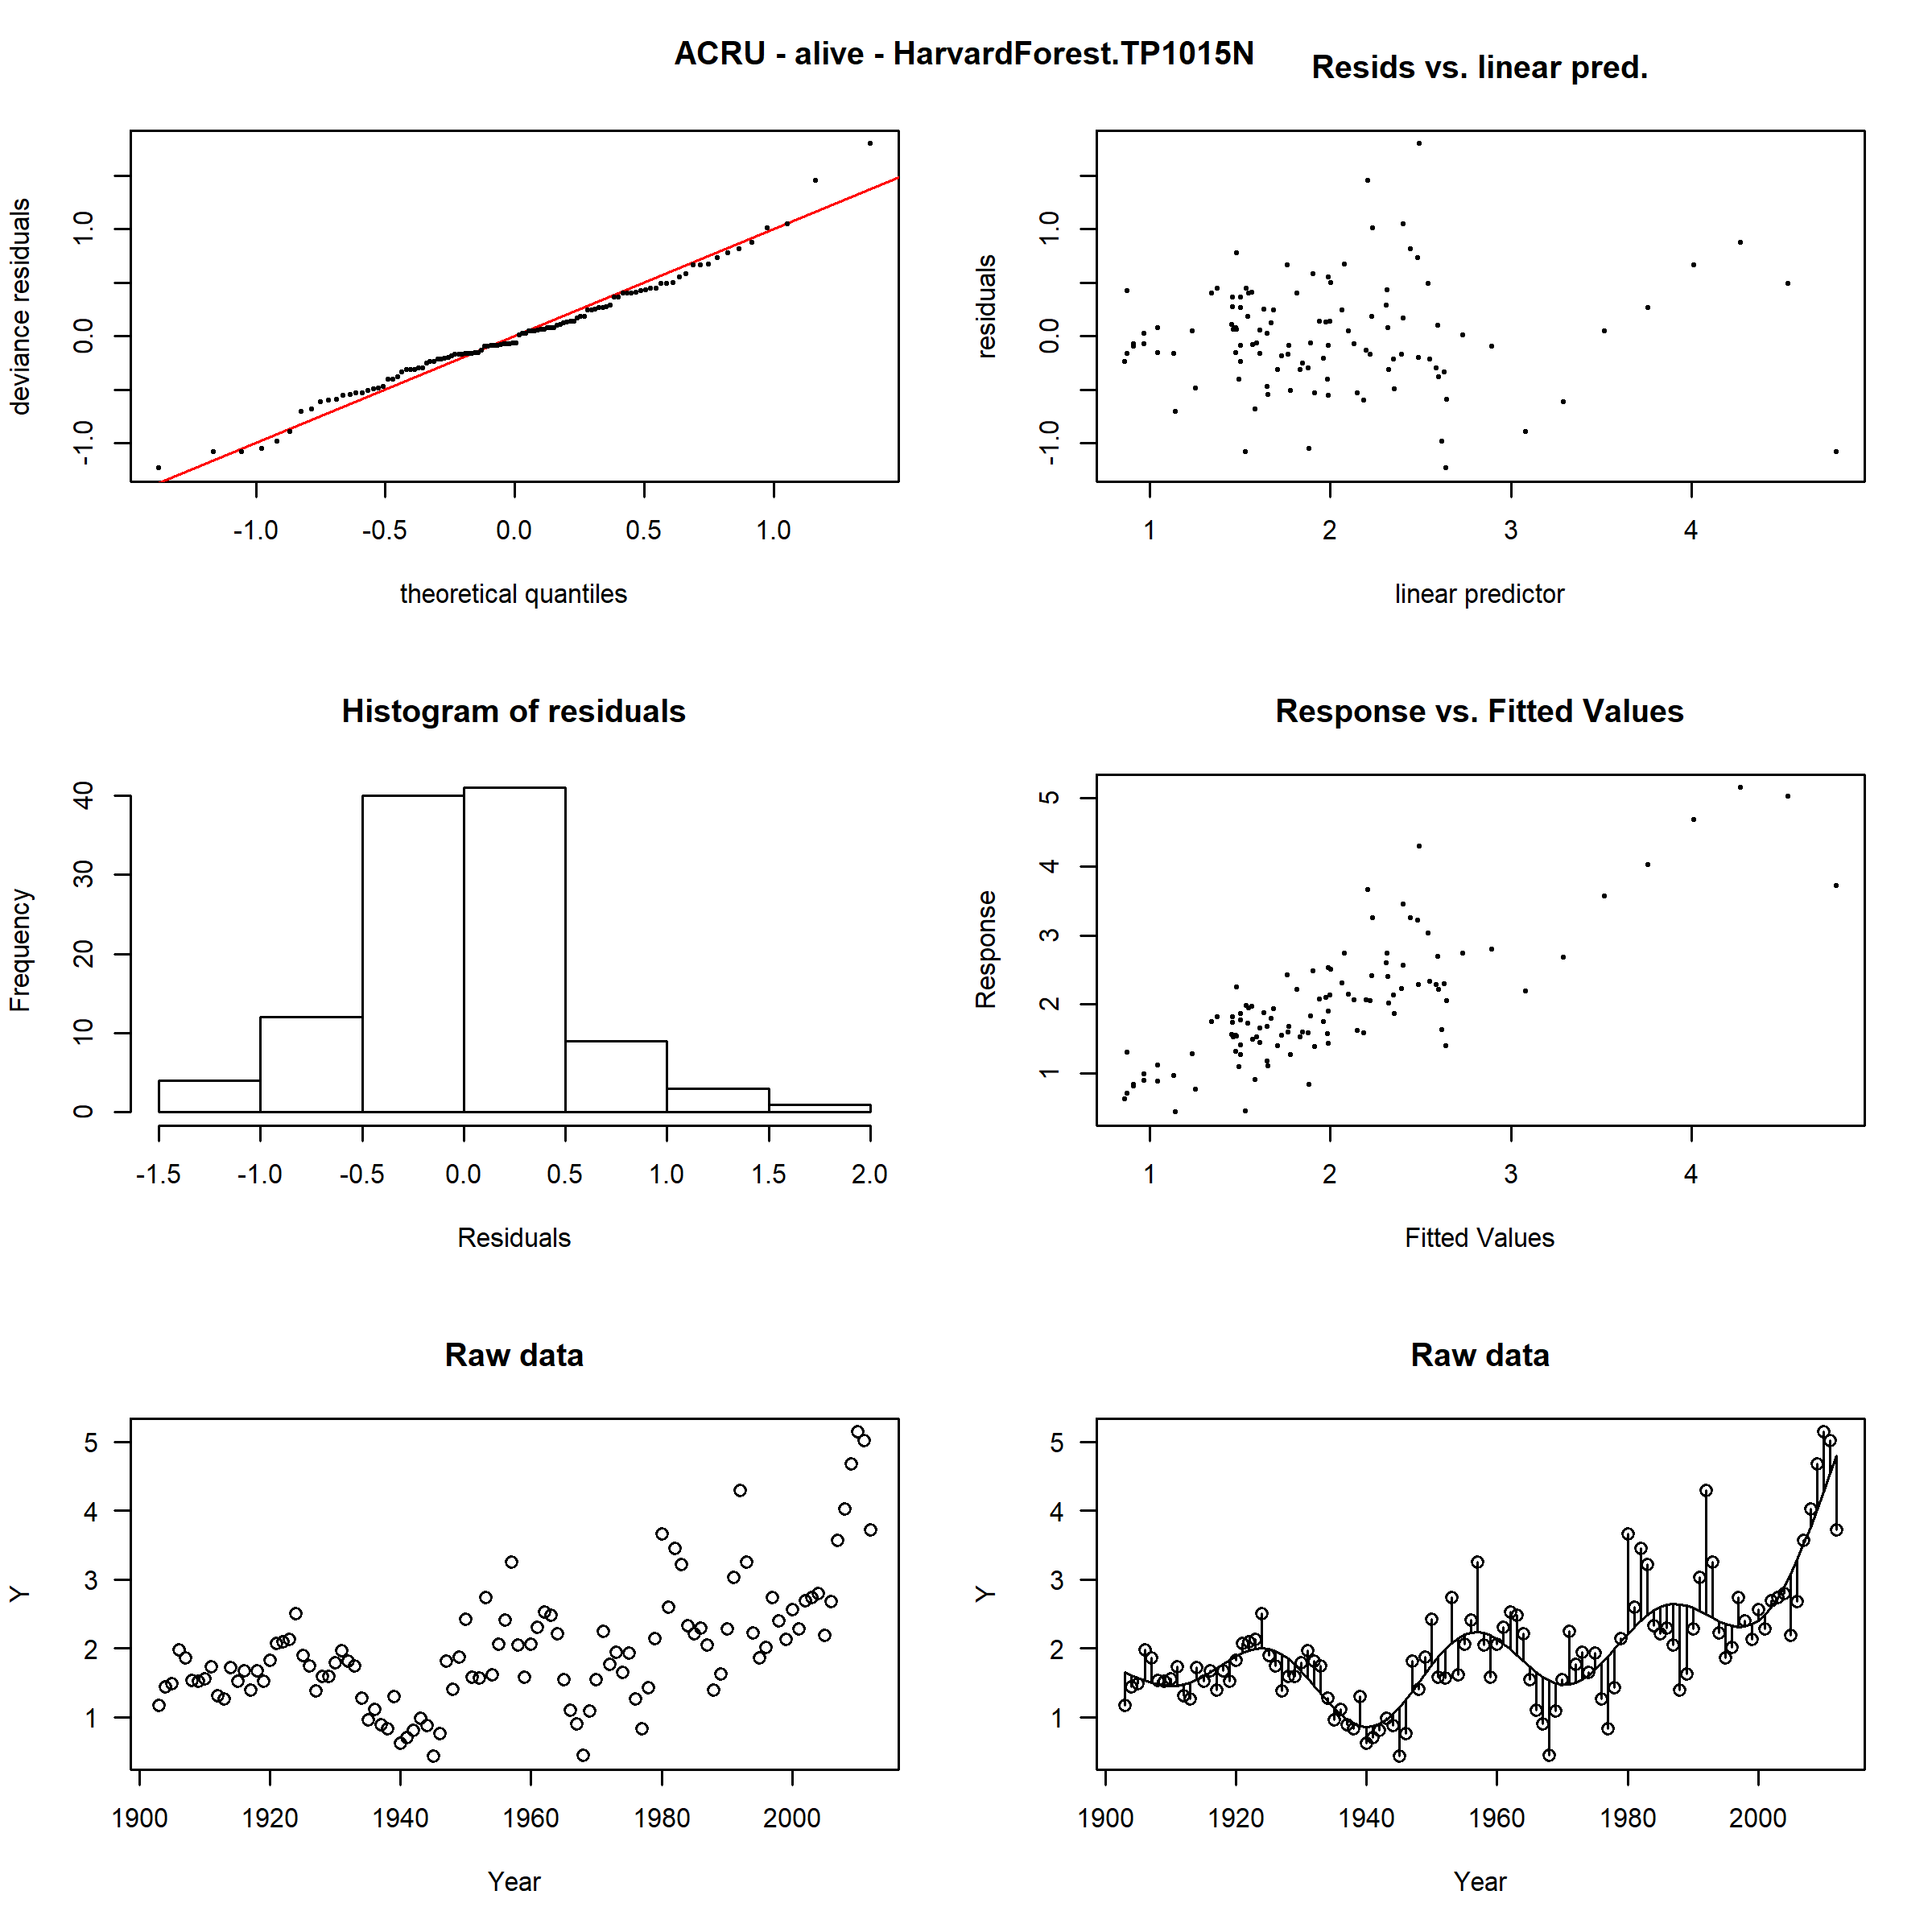 ACRU - alive - HarvardForest.TP1015N
Resids vs. linear pred.
deviance residuals
-1.0 0.0 1.0
-1.0 -0.5 0.0 0.5 1.0
theoretical quantiles
residuals
-1.0 0.0 1.0
1 2 3 4
linear predictor
Histogram of residuals
Frequency
0 10 20 30 40
-1.5 -1.0 -0.5 0.0 0.5 1.0 1.5 2.0
Residuals
Response vs. Fitted Values
Response
1 2 3 4 5
1 2 3 4
Fitted Values
Raw data
Y
1 2 3 4 5
1900 1920 1940 1960 1980 2000
Year
Raw data
Y
1 2 3 4 5
1900 1920 1940 1960 1980 2000
Year